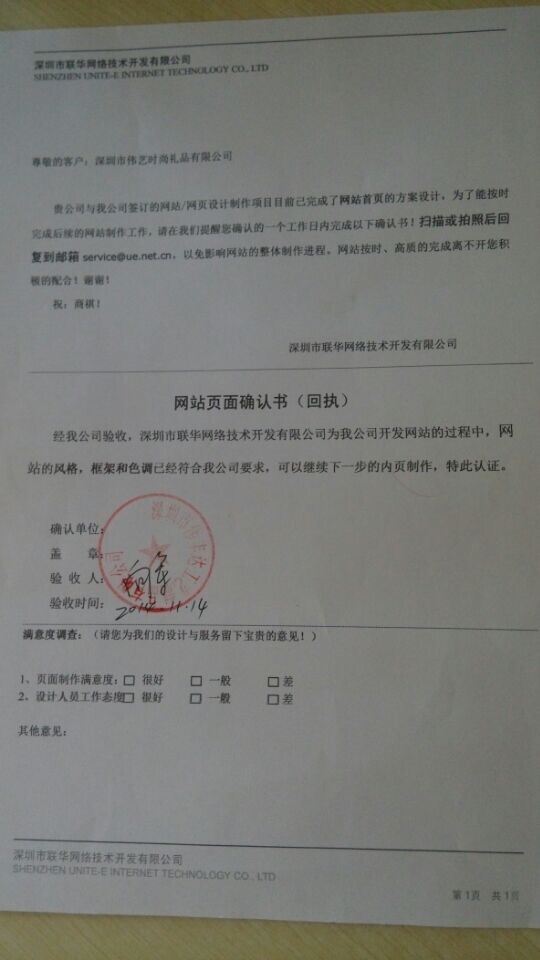 深圳市联华网络技术开发有限公司
SHENZHEN UNITE-E INTERNET TECHNOLOGY CO., LTD
尊敬的客户：深圳市伟艺时尚礼品有限公司
贵公司与我公司签订的网站/网页设计制作项目目前已完成了网站首页的方案设计，为了能按时
完成后续的网站制作工作，请在我们提醒您确认的一个工作日内完成以下确认书！扫描或拍照后回
复到邮箱 service@ue.net.cn，以免影响网站的整体制作进程。网站按时、高质的完成离不开您积
极的配合！谢谢！
祝：商祺！
深圳市联华网络技术开发有限公司
网站页面确认书（回执）
经我公司验收，深圳市联华网络技术开发有限公司为我公司开发网站的过程中，网
站的风格，框架和色调已经符合我公司要求，可以继续下一步的内页制作，特此认证。
确认单位：
盖 章：
验 收 人：
验收时间：2014.11.14
满意度调查：（请您为我们的设计与服务留下宝贵的意见！）
1、页面制作满意度：□ 很好 □ 一般 □ 差
2、设计人员工作态度□ 很好 □ 一般 □ 差
其他意见：
深圳市联华网络技术开发有限公司
SHENZHEN UNITE-E INTERNET TECHNOLOGY CO., LTD
第 1页 共 1页